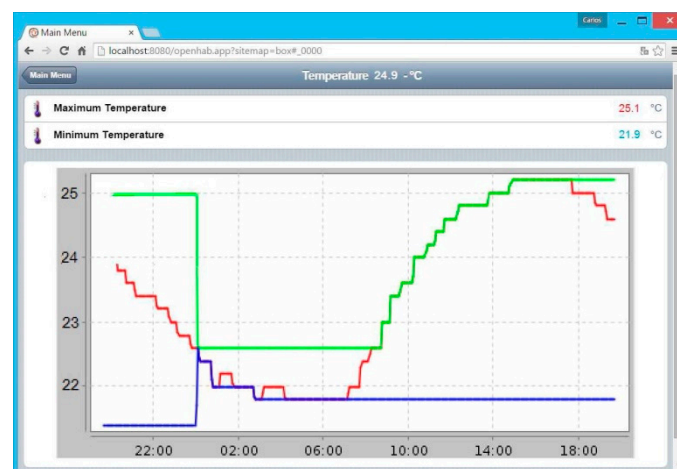 Carlos
Main Menu
localhost:8080/openhab.app?sitemap=box#_0000
Main Menu
Temperature 24.9 - °C
Maximum Temperature 25.1 °C
Minimum Temperature 21.9 °C
25
24
23
22
22:00 02:00 06:00 10:00 14:00 18:00